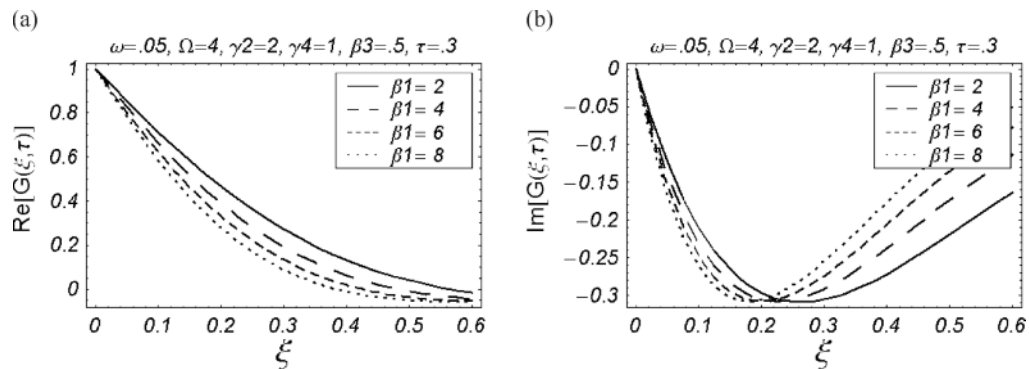 (a)
ω=.05, Ω=4, γ2=2, γ4=1, β3=.5, τ=.3
1
0.8
0.6
0.4
0.2
0
Re[G(ξ,τ)]
β1= 2
β1= 4
β1= 6
β1= 8
0 0.1 0.2 0.3 0.4 0.5 0.6
ξ
(b)
ω=.05, Ω=4, γ2=2, γ4=1, β3=.5, τ=.3
0
−0.05
−0.1
−0.15
−0.2
−0.25
−0.3
Im[G(ξ,τ)]
β1= 2
β1= 4
β1= 6
β1= 8
0 0.1 0.2 0.3 0.4 0.5 0.6
ξ